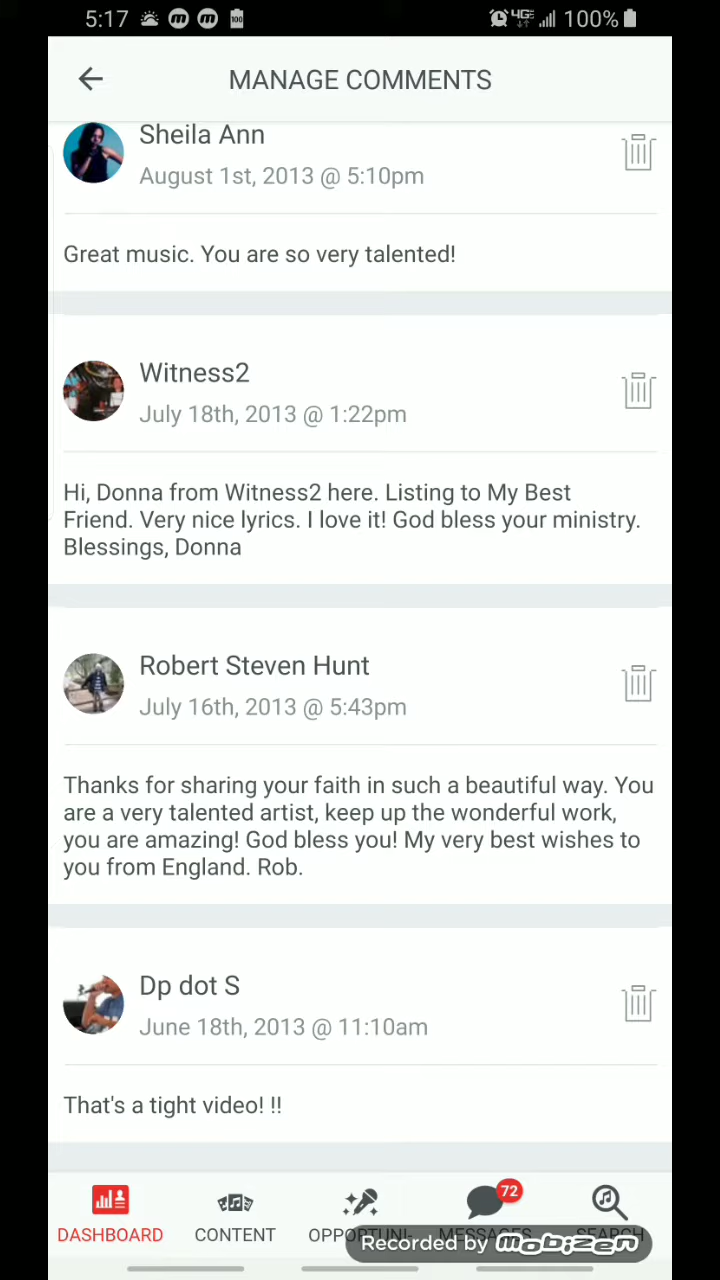 5:17
100
4GE
100%
MANAGE COMMENTS
Sheila Ann
August 1st, 2013 @ 5:10pm
Great music. You are so very talented!
Witness2
July 18th, 2013 @ 1:22pm
Hi, Donna from Witness2 here. Listing to My Best
Friend. Very nice lyrics. I love it! God bless your ministry.
Blessings, Donna
Robert Steven Hunt
July 16th, 2013 @ 5:43pm
Thanks for sharing your faith in such a beautiful way. You
are a very talented artist, keep up the wonderful work,
you are amazing! God bless you! My very best wishes to
you from England. Rob.
Dp dot S
June 18th, 2013 @ 11:10am
That's a tight video! !!
72
DASHBOARD CONTENT OPPORTUNI- MESSAGES SEARCH
Recorded by mobizen